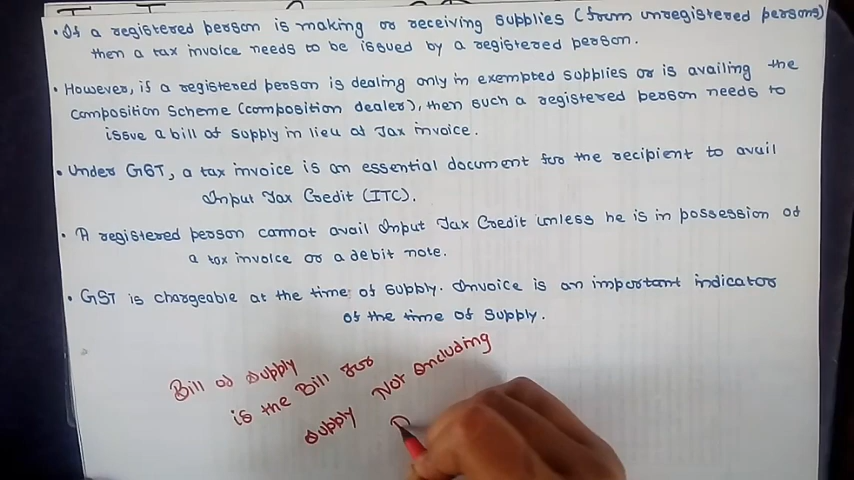 • If a registered person is making or receiving supplies (from unregistered persons)
then a tax invoice needs to be issued by a registered person.
• However, if a registered person is dealing only in exempted supplies or is availing the
composition scheme (composition dealer), then such a registered person needs to
issue a bill of supply in lieu of Tax invoice.
• Under GST, a tax invoice is an essential document for the recipient to avail
Input Tax Credit (ITC).
• A registered person cannot avail Input Tax Credit unless he is in possession of
a tax invoice or a debit note.
• GST is chargeable at the time of supply. Invoice is an important indicator
of the time of supply.
Bill of supply
is the Bill for
supply Not including